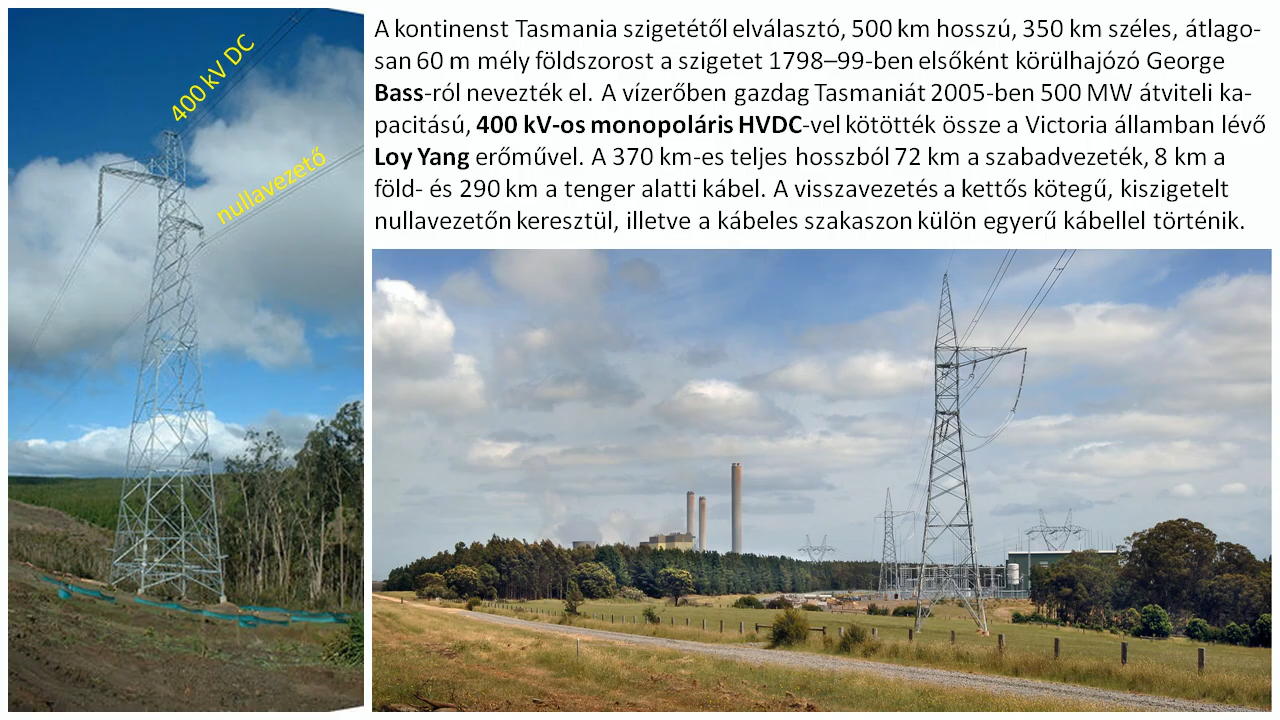 400 kV DC
nullavezető
A kontinenst Tasmania szigetétől elválasztó, 500 km hosszú, 350 km széles, átlago-
san 60 m mély földszorost a szigetet 1798–99-ben elsőként körülhajózó George
Bass-ról nevezték el. A vízerőben gazdag Tasmaniát 2005-ben 500 MW átviteli ka-
pacitású, 400 kV-os monopoláris HVDC-vel kötötték össze a Victoria államban lévő
Loy Yang erőművel. A 370 km-es teljes hosszból 72 km a szabadvezeték, 8 km a
föld- és 290 km a tenger alatti kábel. A visszavezetés a kettős kötegű, kiszigetelt
nullavezetőn keresztül, illetve a kábeles szakaszon külön egyerű kábellel történik.